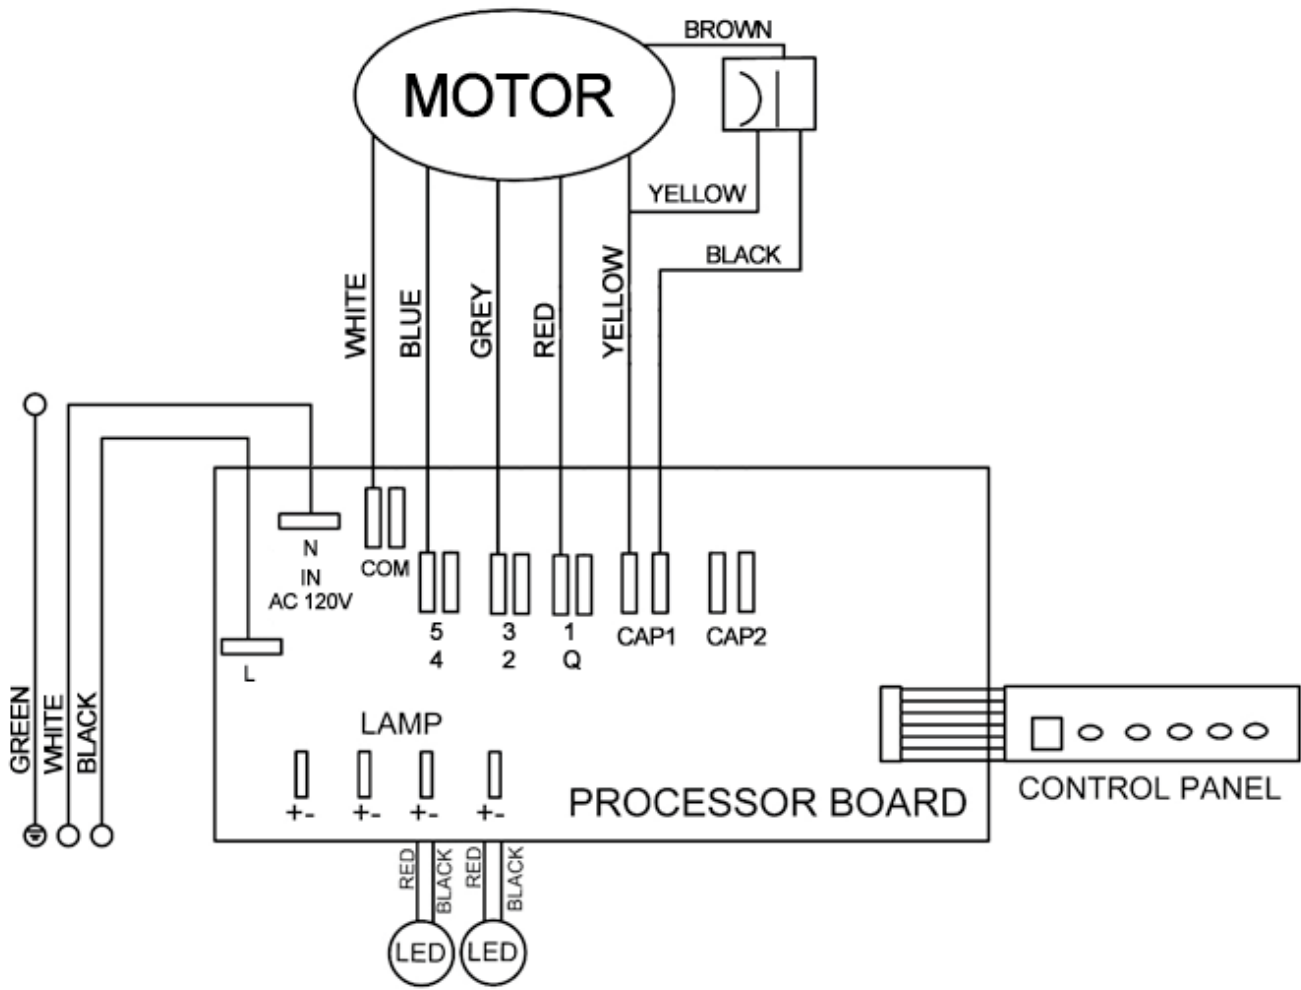 BROWN
MOTOR
YELLOW
BLACK
WHITE
BLUE
GREY
RED
YELLOW
N
IN
AC 120V
COM
L
5
4
3
2
1
Q
CAP1
CAP2
GREEN
WHITE
BLACK
LAMP
+-
+-
+-
+-
PROCESSOR BOARD
CONTROL PANEL
RED
BLACK
RED
BLACK
LED
LED